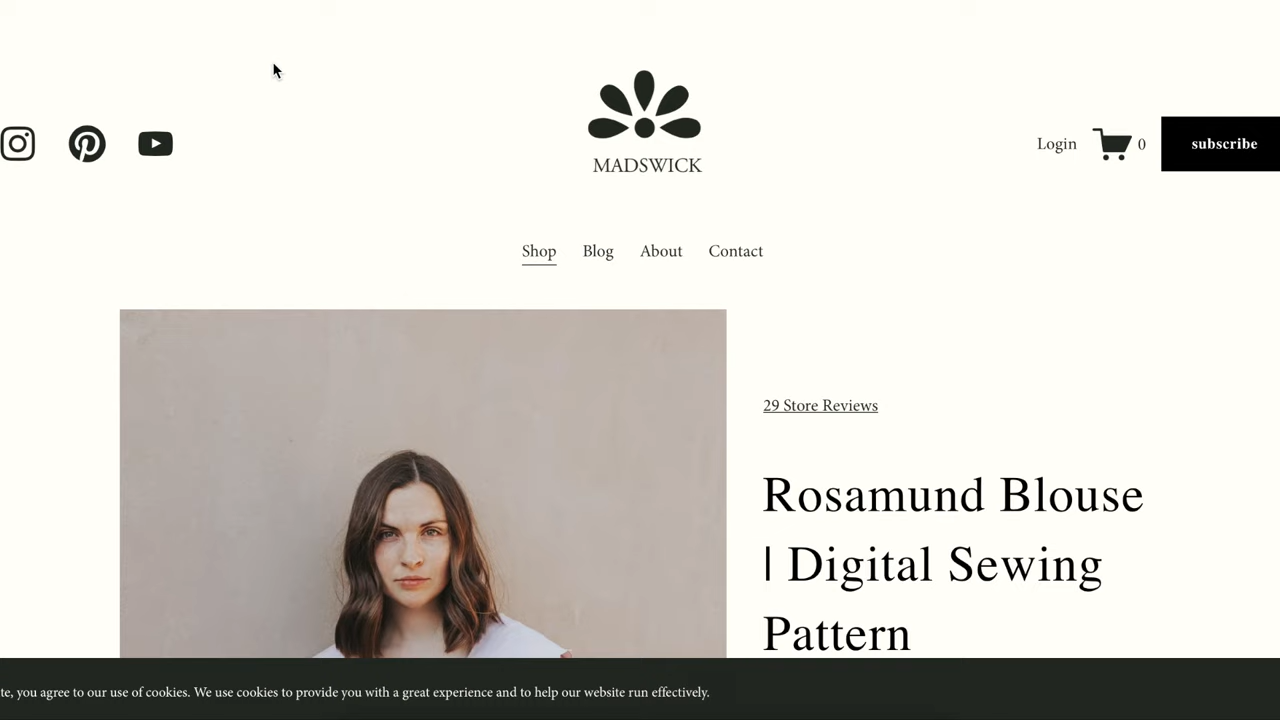 MADSWICK
Login
0
subscribe
Shop
Blog
About
Contact
29 Store Reviews
Rosamund Blouse
| Digital Sewing
Pattern
you agree to our use of cookies. We use cookies to provide you with a great experience and to help our website run effectively.